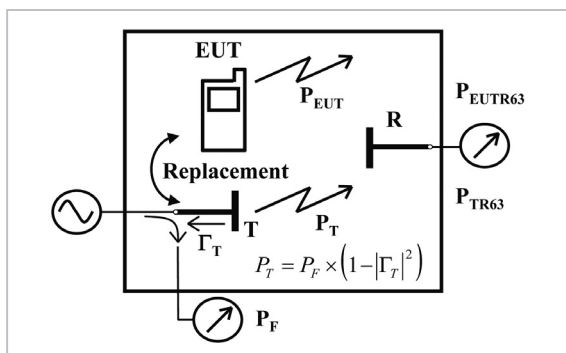 EUT
P_EUT
P_EUTR63
R
Replacement
P_TR63
T
Γ_T
P_T
P_T = P_F × (1−|Γ_T|²)
P_F